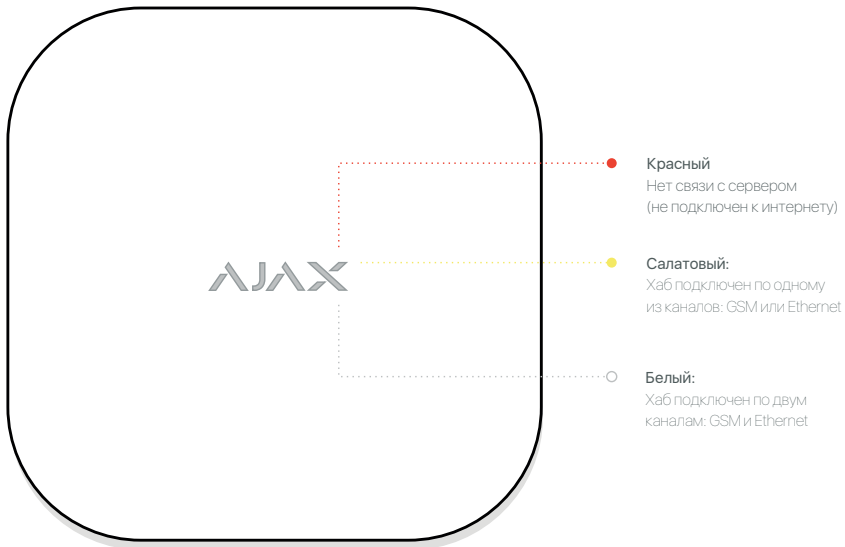 AJAX
Красный
Нет связи с сервером
(не подключен к интернету)
Салатовый:
Хаб подключен по одному
из каналов: GSM или Ethernet
Белый:
Хаб подключен по двум
каналам: GSM и Ethernet